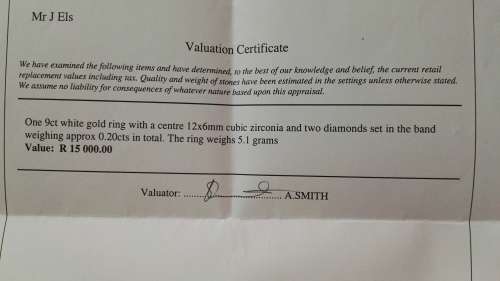 Mr J Els
Valuation Certificate
We have examined the following items and have determined, to the best of our knowledge and belief, the current retail
replacement values including tax. Quality and weight of stones have been estimated in the settings unless otherwise stated.
We assume no liability for consequences of whatever nature based upon this appraisal.
One 9ct white gold ring with a centre 12x6mm cubic zirconia and two diamonds set in the band
weighing approx 0.20cts in total. The ring weighs 5.1 grams
Value: R 15 000.00
Valuator: ................................ A.SMITH